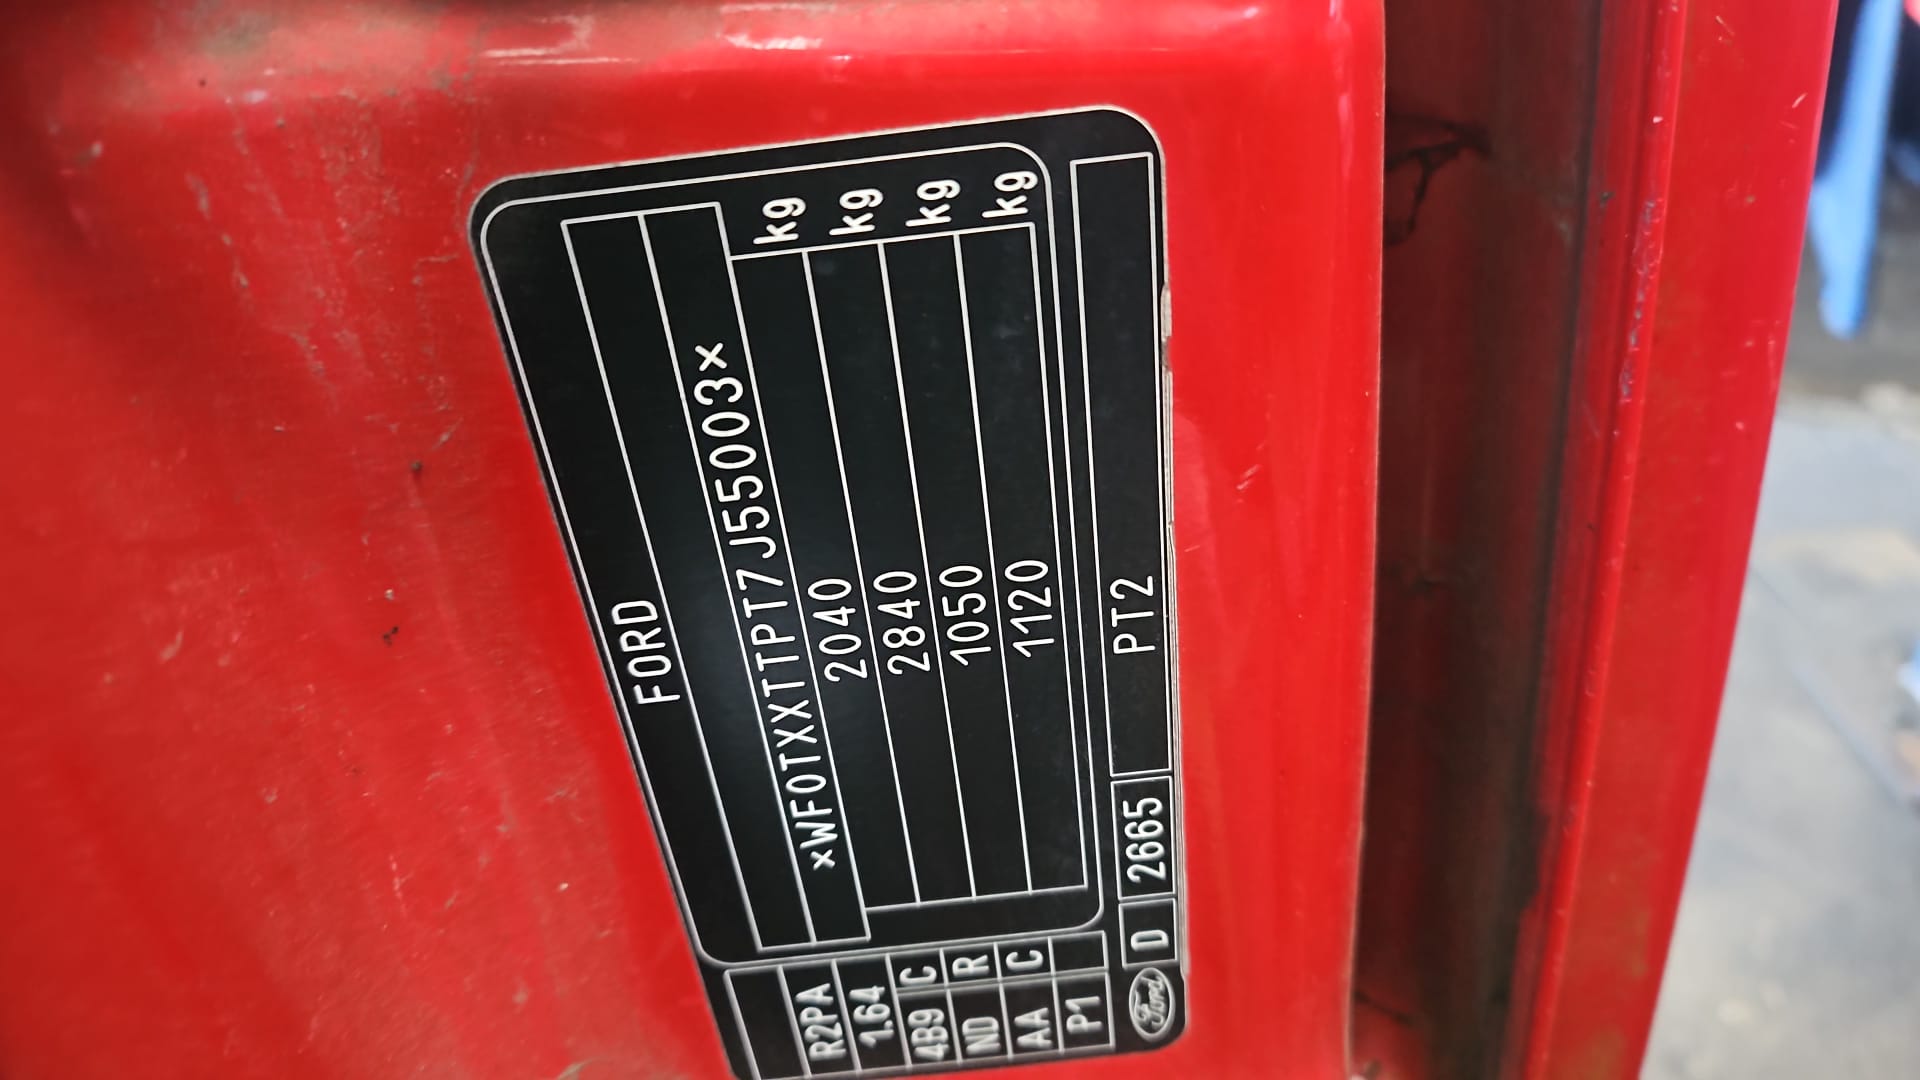 FORD
×WF0TXXTTPT7J55003×
2040 kg
2840 kg
1050 kg
1120 kg
R2PA
1.64
4B9 C
ND R
AA C
P1
Ford D 2665 PT2